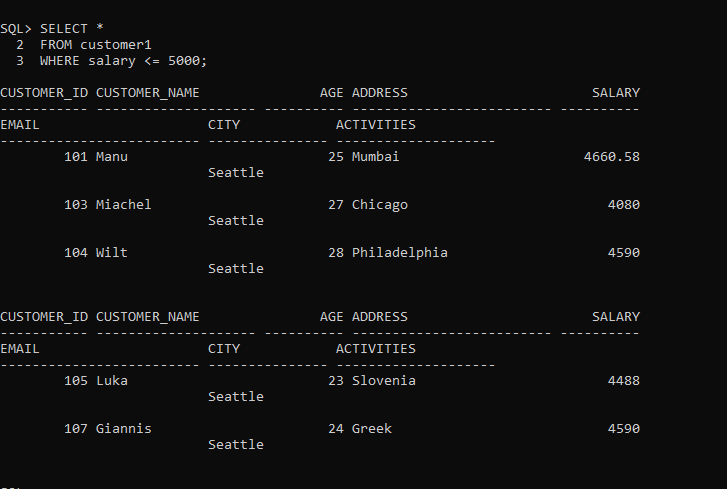 SQL> SELECT *
  2  FROM customer1
  3  WHERE salary <= 5000;
CUSTOMER_ID CUSTOMER_NAME               AGE ADDRESS                       SALARY
----------- -------------------- ---------- ------------------------- ----------
EMAIL                     CITY            ACTIVITIES
------------------------- --------------- --------------------
        101 Manu                         25 Mumbai                       4660.58
                          Seattle
        103 Miachel                      27 Chicago                         4080
                          Seattle
        104 Wilt                         28 Philadelphia                    4590
                          Seattle
CUSTOMER_ID CUSTOMER_NAME               AGE ADDRESS                       SALARY
----------- -------------------- ---------- ------------------------- ----------
EMAIL                     CITY            ACTIVITIES
------------------------- --------------- --------------------
        105 Luka                         23 Slovenia                        4488
                          Seattle
        107 Giannis                      24 Greek                           4590
                          Seattle